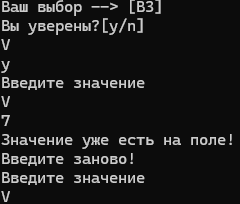 Ваш выбор --> [B3]
Вы уверены?[y/n]
V
y
Введите значение
V
7
Значение уже есть на поле!
Введите заново!
Введите значение
V